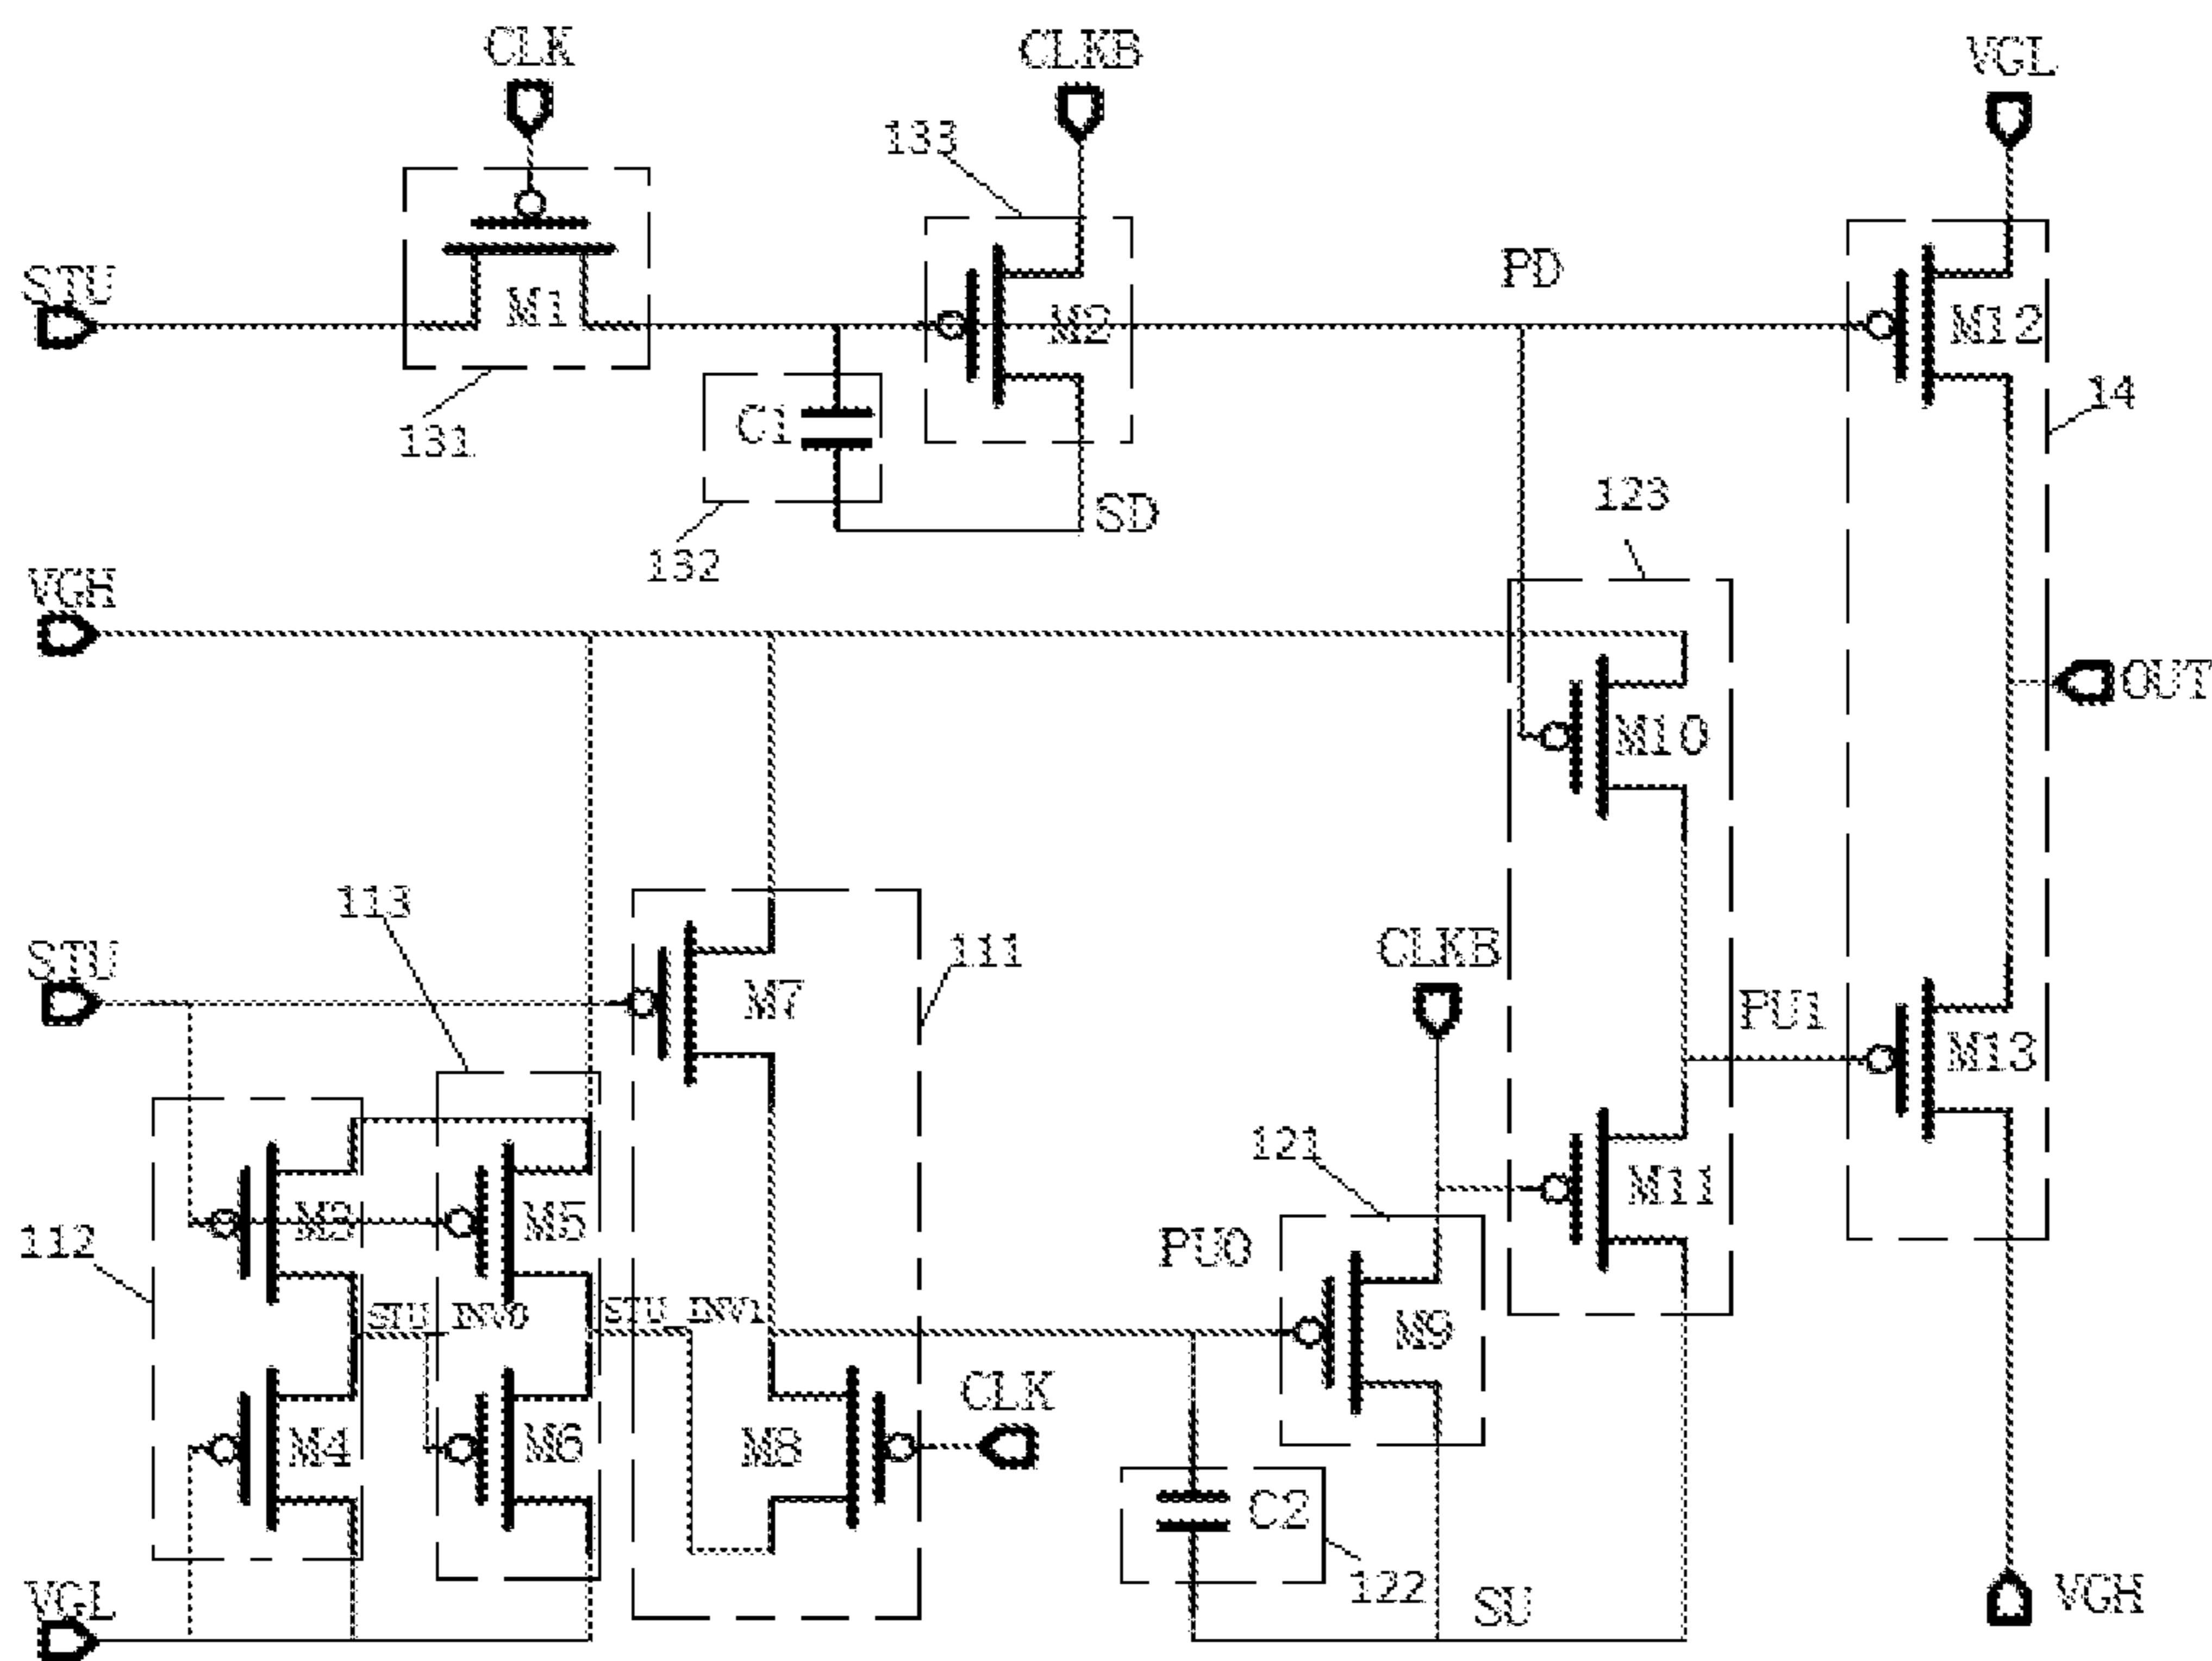 CLK
CLKB
VGL
133
STU
M1
M2
PD
M12
131
C1
14
132
SD
123
VGH
M10
OUT
113
STU
M7
111
CLKB
PU1
M13
112
M3
M5
121
M11
PU0
STU_INV0
STU_INV1
M9
M4
M6
M8
CLK
C2
122
VGL
SU
VGH